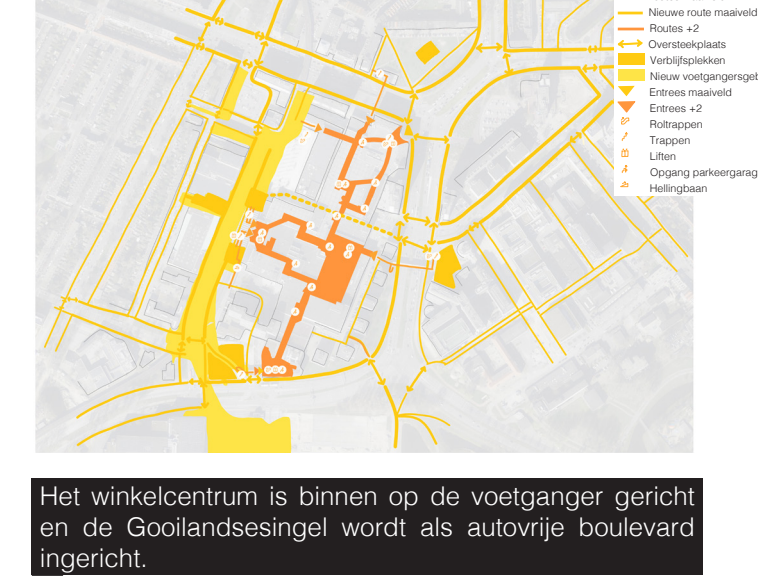 Nieuwe route maaiveld
Routes +2
Oversteekplaats
Verblijfsplekken
Nieuw voetgangersgeb
Entrees maaiveld
Entrees +2
Roltrappen
Trappen
Liften
Opgang parkeergarag
Hellingbaan
Het winkelcentrum is binnen op de voetganger gericht
en de Gooilandsesingel wordt als autovrije boulevard
ingericht.